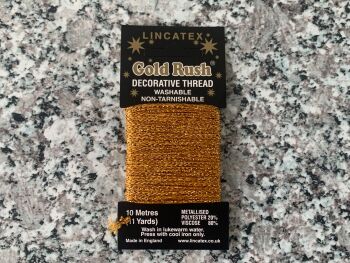 LINCATEX®
Gold Rush®
DECORATIVE THREAD
WASHABLE
NON-TARNISHABLE
10 Metres
(11 Yards)
METALLISED
POLYESTER 20%
VISCOSE 80%
Wash in lukewarm water.
Press with cool iron only.
Made in England
www.lincatex.co.uk